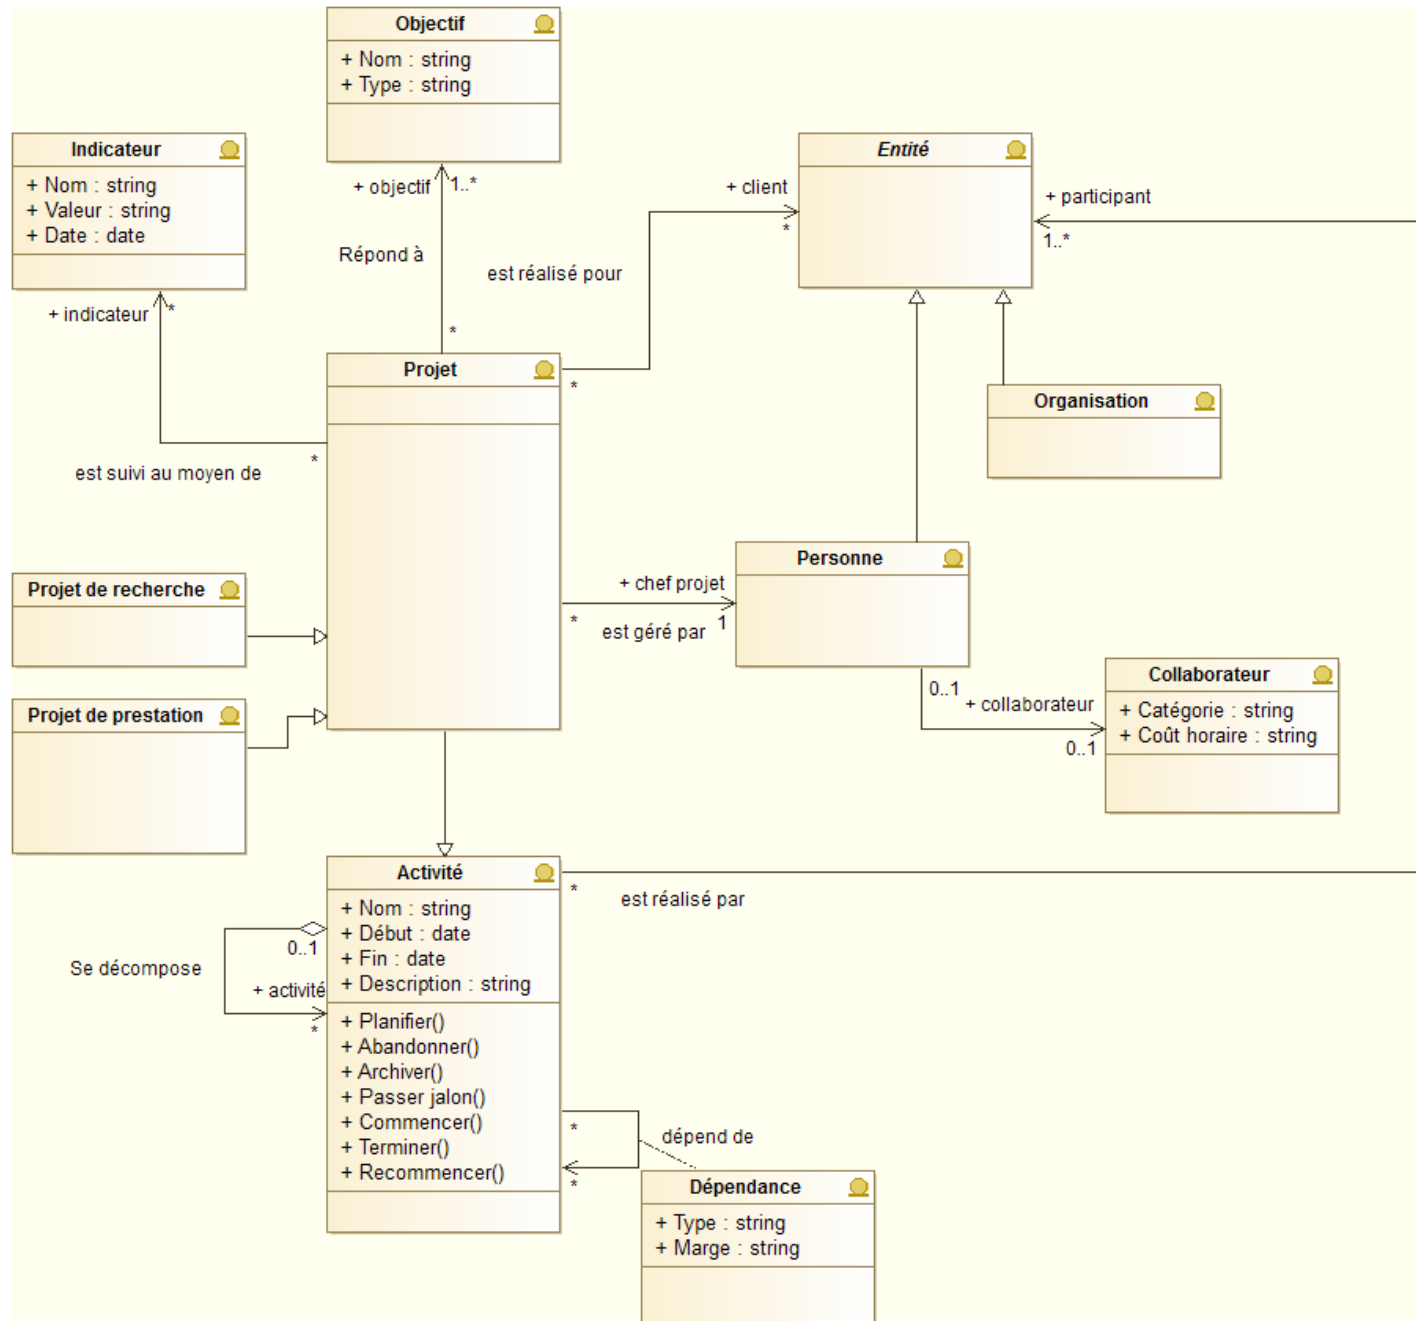 Objectif
+ Nom : string
+ Type : string
Indicateur
+ Nom : string
+ Valeur : string
+ Date : date
Entité
+ objectif
1..*
+ client
*
+ participant
1..*
Répond à
est réalisé pour
+ indicateur
*
*
Projet
*
Organisation
*
est suivi au moyen de
Personne
Projet de recherche
+ chef projet
*
1
est géré par
Collaborateur
+ Catégorie : string
+ Coût horaire : string
0..1
+ collaborateur
0..1
Projet de prestation
Activité
+ Nom : string
+ Début : date
+ Fin : date
+ Description : string
+ Planifier()
+ Abandonner()
+ Archiver()
+ Passer jalon()
+ Commencer()
+ Terminer()
+ Recommencer()
*
est réalisé par
0..1
Se décompose
+ activité
*
*
dépend de
*
Dépendance
+ Type : string
+ Marge : string